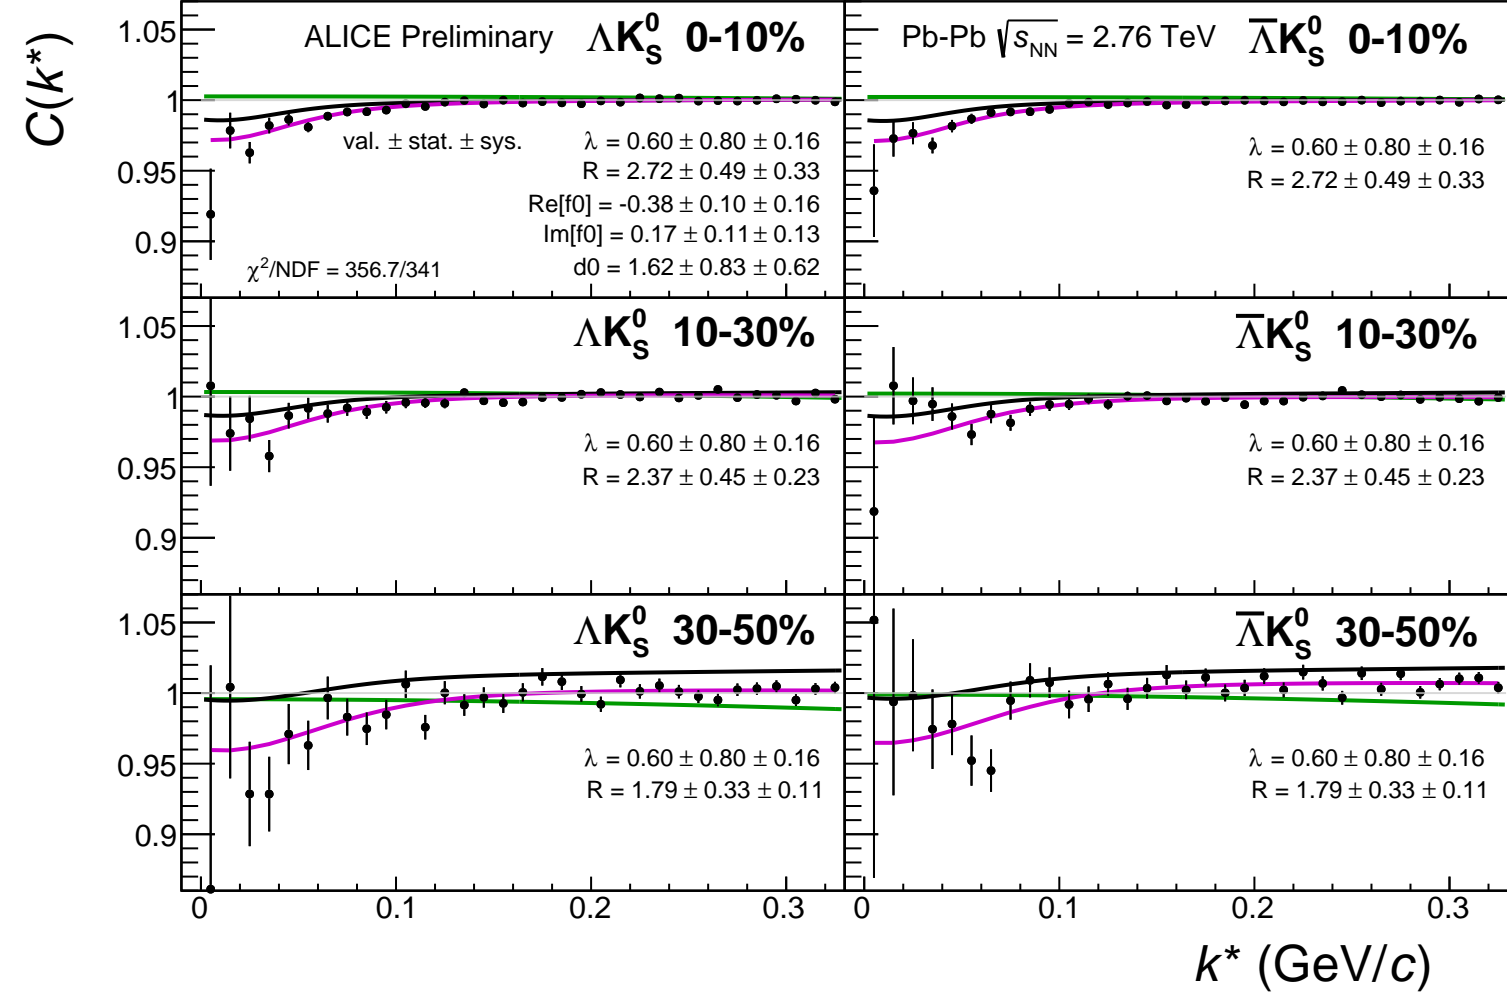 C(k*)
ALICE Preliminary ΛK⁰S 0-10%
val. ± stat. ± sys.
λ = 0.60 ± 0.80 ± 0.16
R = 2.72 ± 0.49 ± 0.33
Re[f0] = -0.38 ± 0.10 ± 0.16
Im[f0] = 0.17 ± 0.11 ± 0.13
d0 = 1.62 ± 0.83 ± 0.62
χ²/NDF = 356.7/341
1.05
1
0.95
0.9
Pb-Pb √sNN = 2.76 TeV Λ̅K⁰S 0-10%
λ = 0.60 ± 0.80 ± 0.16
R = 2.72 ± 0.49 ± 0.33
ΛK⁰S 10-30%
λ = 0.60 ± 0.80 ± 0.16
R = 2.37 ± 0.45 ± 0.23
1.05
1
0.95
0.9
Λ̅K⁰S 10-30%
λ = 0.60 ± 0.80 ± 0.16
R = 2.37 ± 0.45 ± 0.23
ΛK⁰S 30-50%
λ = 0.60 ± 0.80 ± 0.16
R = 1.79 ± 0.33 ± 0.11
1.05
1
0.95
0.9
Λ̅K⁰S 30-50%
λ = 0.60 ± 0.80 ± 0.16
R = 1.79 ± 0.33 ± 0.11
0 0.1 0.2 0.3
0 0.1 0.2 0.3
k* (GeV/c)